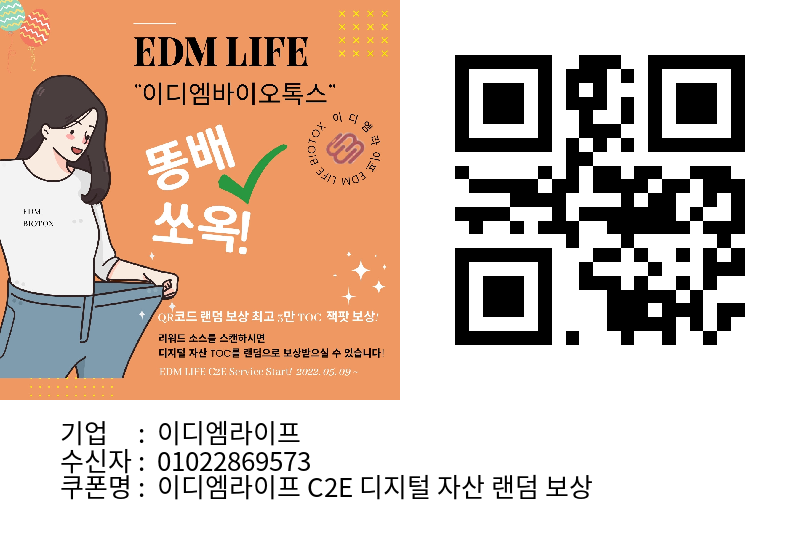 EDM LIFE
"이디엠바이오톡스"
이 디 엠 라 이 프 EDM LIFE BIOTOX
똥배
쏘옥!
EDM
BIOTOX
QR코드 랜덤 보상 최고 5만 TOC 잭팟 보상!
리워드 소스를 스캔하시면
디지털 자산 TOC를 랜덤으로 보상받으실 수 있습니다!
EDM LIFE C2E Service Start! 2022. 05. 09 ~
기업 : 이디엠라이프
수신자 : 01022869573
쿠폰명 : 이디엠라이프 C2E 디지털 자산 랜덤 보상